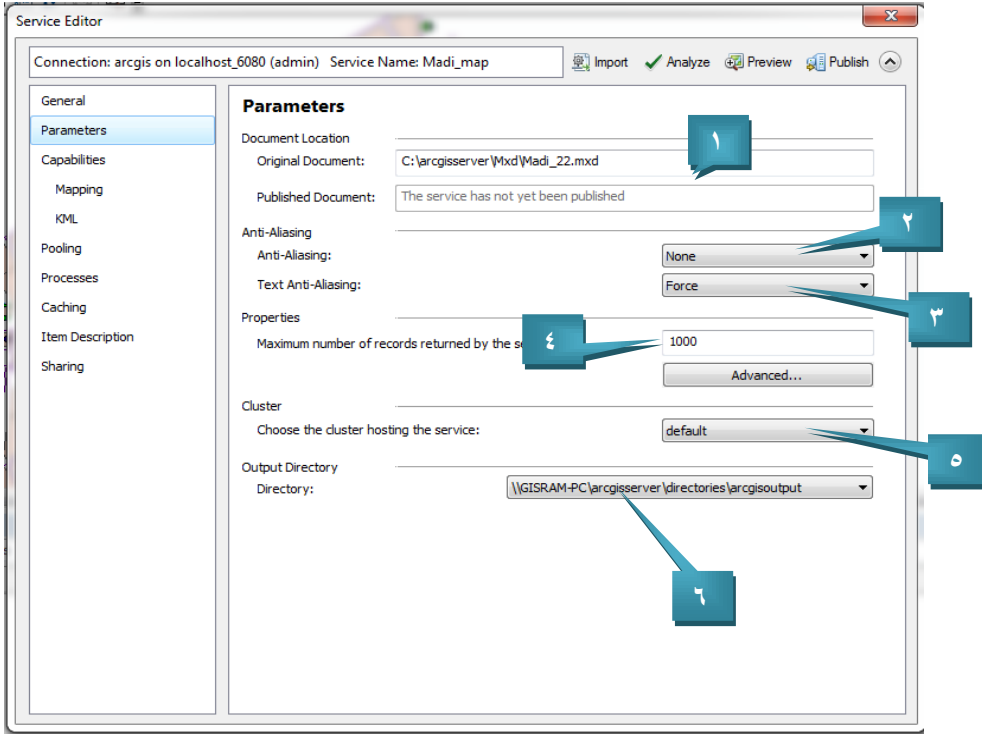 Service Editor
Connection: arcgis on localhost_6080 (admin) Service Name: Madi_map
Import Analyze Preview Publish
General
Parameters
Capabilities
Mapping
KML
Pooling
Processes
Caching
Item Description
Sharing
Parameters
Document Location
Original Document: C:\arcgisserver\Mxd\Madi_22.mxd
Published Document: The service has not yet been published
١
Anti-Aliasing
Anti-Aliasing: None
٢
Text Anti-Aliasing: Force
٣
Properties
Maximum number of records returned by the 1000
٤
Advanced...
Cluster
Choose the cluster hosting the service: default
٥
Output Directory
Directory: \\GISRAM-PC\arcgisserver\directories\arcgisoutput
٦